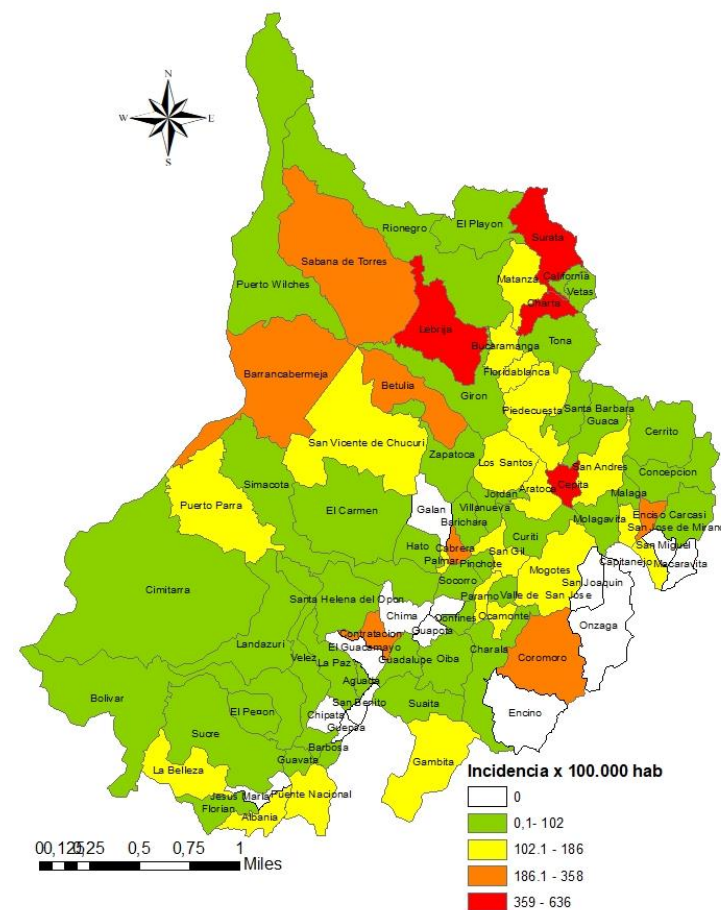 N
W E
S
Rionegro
El Playon
Surata
Sabana de Torres
Matanza
California
Vetas
Puerto Wilches
Charta
Lebrija
Bucaramanga
Tona
Barrancabermeja
Floridablanca
Betulia
Giron
Piedecuesta
Santa Barbara
Guaca
Cerrito
San Vicente de Chucuri
Zapatoca
Los Santos
San Andres
Concepcion
Simacota
Cepita
Aratoca
Malaga
Puerto Parra
Jordan
El Carmen
Galan
Villanueva
Enciso
Carcasi
Barichara
Molagavita
San Jose de Miran
Curiti
Hato
Cabrera
San Gil
San Miguel
Palmar
Pinchote
Capitanejo
Macaravita
Cimitarra
Mogotes
Socorro
San Joaquin
Santa Helena del Opon
Paramo
Valle de San Jose
Chima
Confines
Ocamonte
Onzaga
Guapota
Contratacion
Landazuri
El Guacamayo
Charala
Coromoro
Velez
La Paz
Guadalupe
Oiba
Aguada
Bolivar
San Benito
Suaita
El Penon
Chipata
Encino
Guepsa
Sucre
Barbosa
Guavata
Gambita
La Belleza
Jesus Maria
Puente Nacional
Florian
Albania
Incidencia x 100.000 hab
0
0,1- 102
102.1 - 186
186.1 - 358
359 - 636
00,1250,25 0,5 0,75 1
Miles